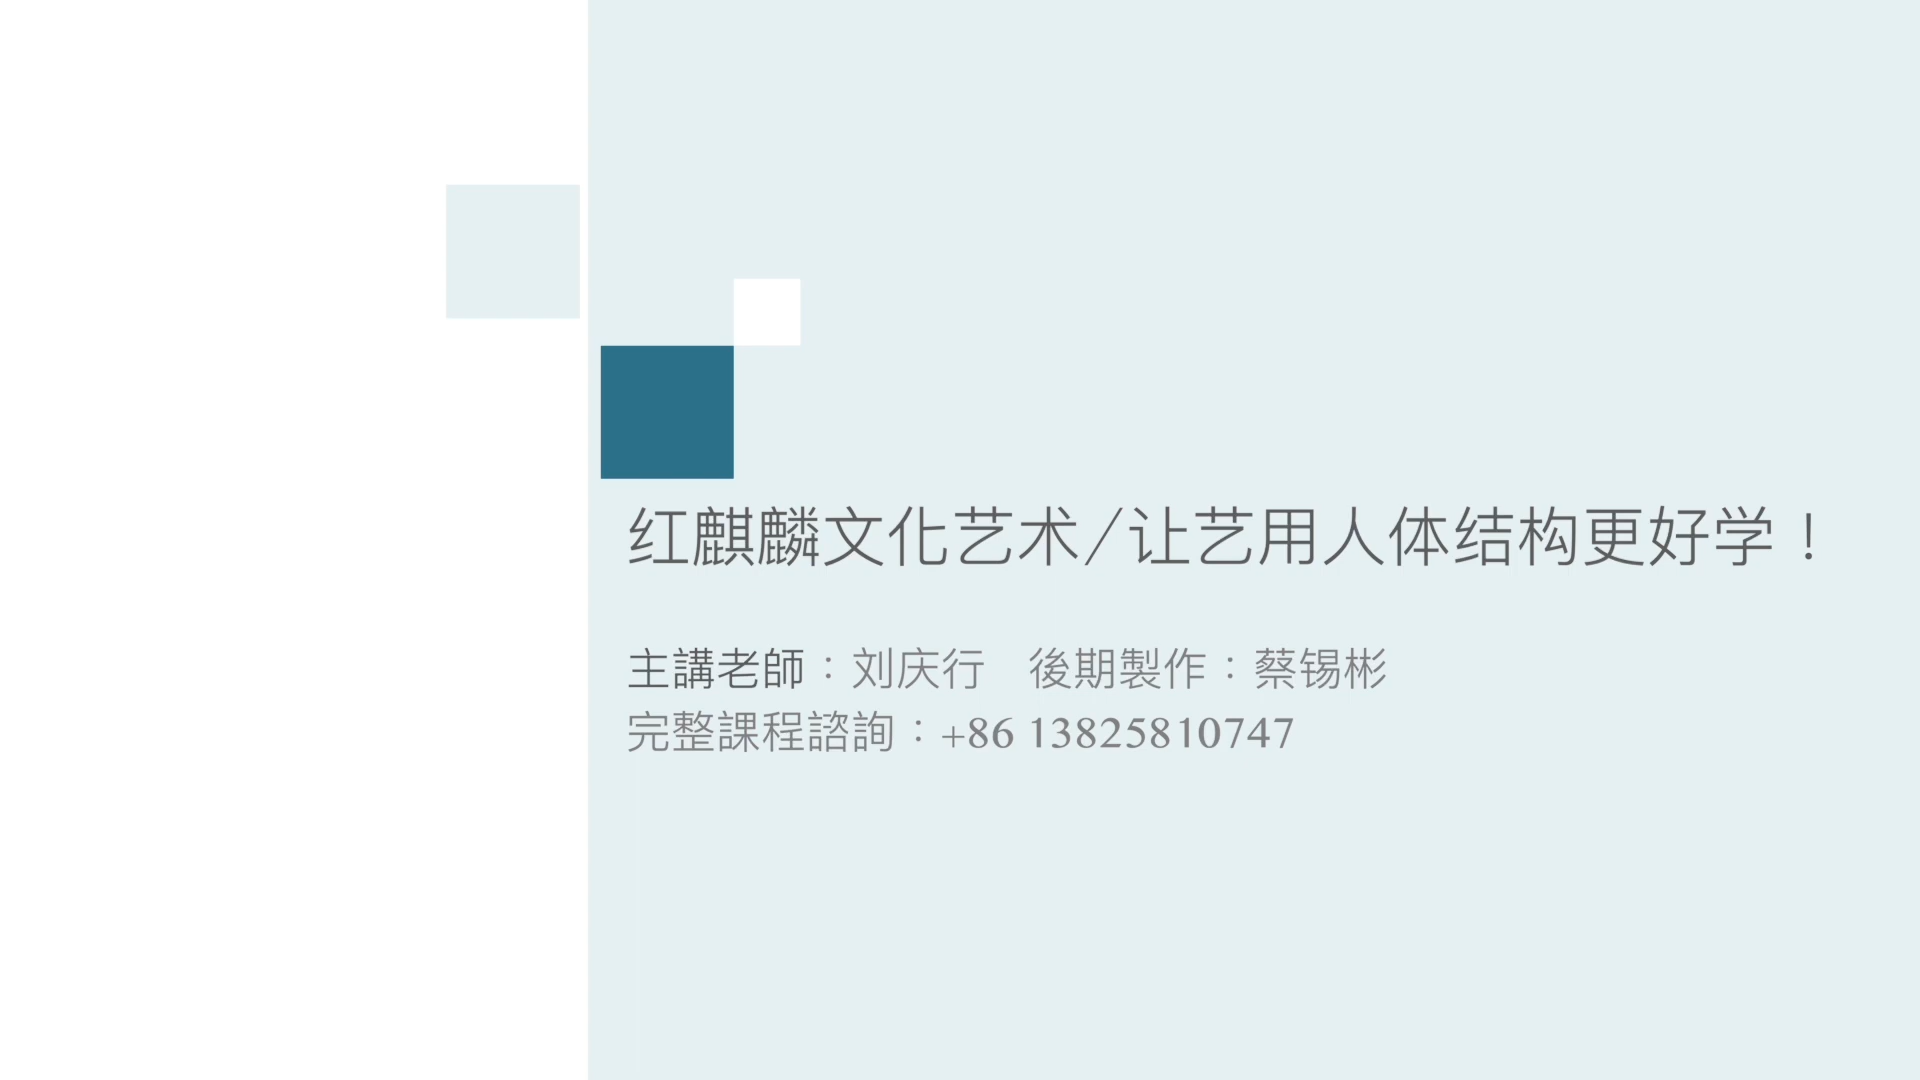 红麒麟文化艺术/让艺用人体结构更好学！
主講老師：刘庆行　後期製作：蔡锡彬
完整課程諮詢：+86 13825810747